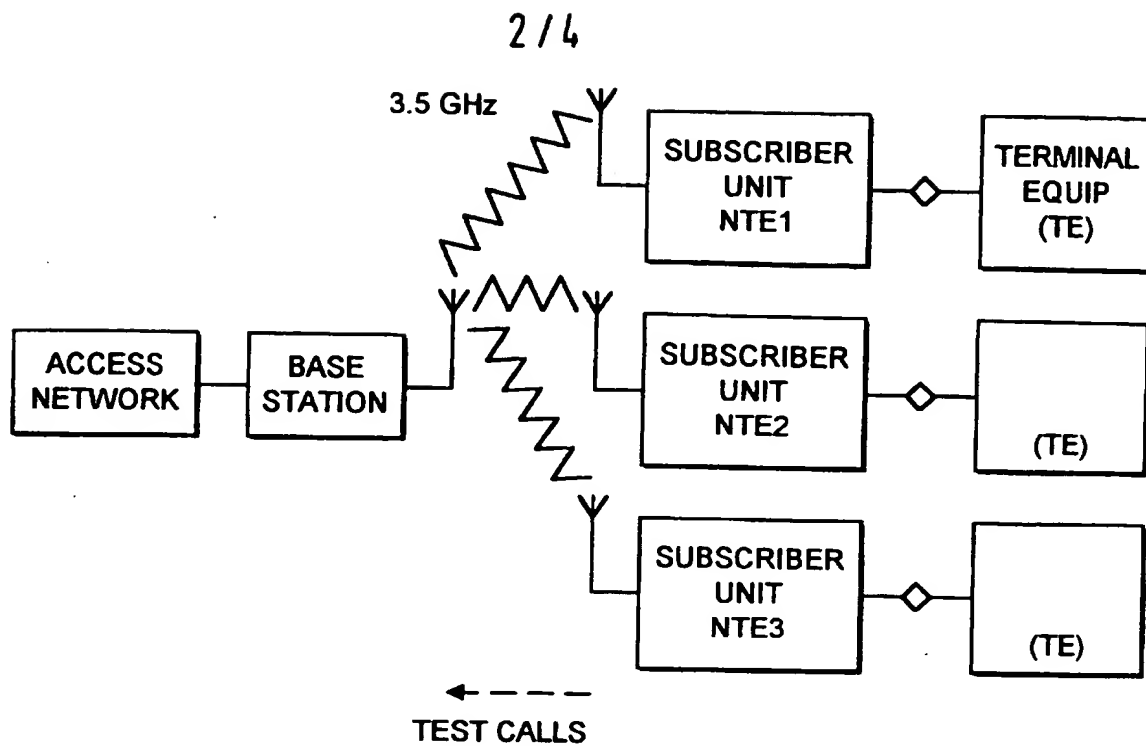 2/4
3.5 GHz
SUBSCRIBER
UNIT
NTE1
TERMINAL
EQUIP
(TE)
ACCESS
NETWORK
BASE
STATION
SUBSCRIBER
UNIT
NTE2
(TE)
SUBSCRIBER
UNIT
NTE3
(TE)
TEST CALLS